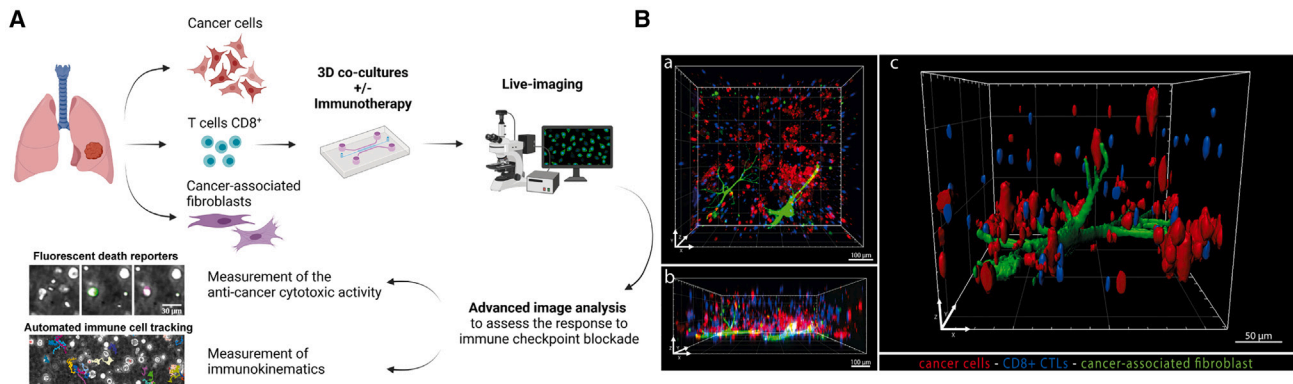 A
Cancer cells
T cells CD8+
Cancer-associated
fibroblasts
3D co-cultures
+/-
Immunotherapy
Live-imaging
Fluorescent death reporters
30 µm
Measurement of the
anti-cancer cytotoxic activity
Automated immune cell tracking
Measurement of
immunokinematics
Advanced image analysis
to assess the response to
immune checkpoint blockade
B
a
Z
Y
X
100 µm
b
Z
Y
X
100 µm
c
Z
Y
X
50 µm
cancer cells - CD8+ CTLs - cancer-associated fibroblast